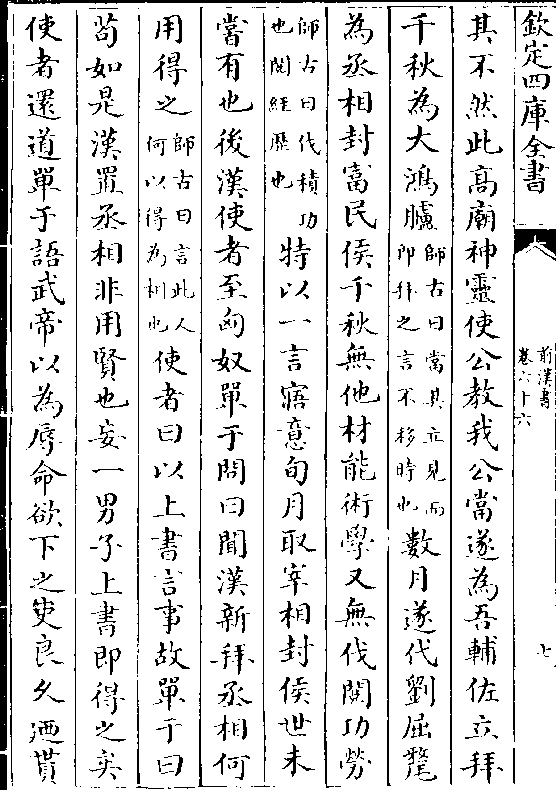 欽定四庫全書
前漢書
卷六十六
七
其不然此高廟神靈使公教我公當遂為吾輔佐立拜
千秋為大鴻臚師古曰當其立見而即拜之言不移時也數月遂代劉屈氂
為丞相封富民侯千秋無他材能術學又無伐閱功勞
師古曰伐積功也閱經歴也特以一言寤意旬月取宰相封侯世未
嘗有也後漢使者至匈奴單于問曰聞漢新拜丞相何
用得之師古曰言此人何以得為相也使者曰以上書言事故單于曰
苟如是漢置丞相非用賢也妄一男子上書即得之矣
使者還道單于語武帝以為辱命欲下之吏良久廼貰